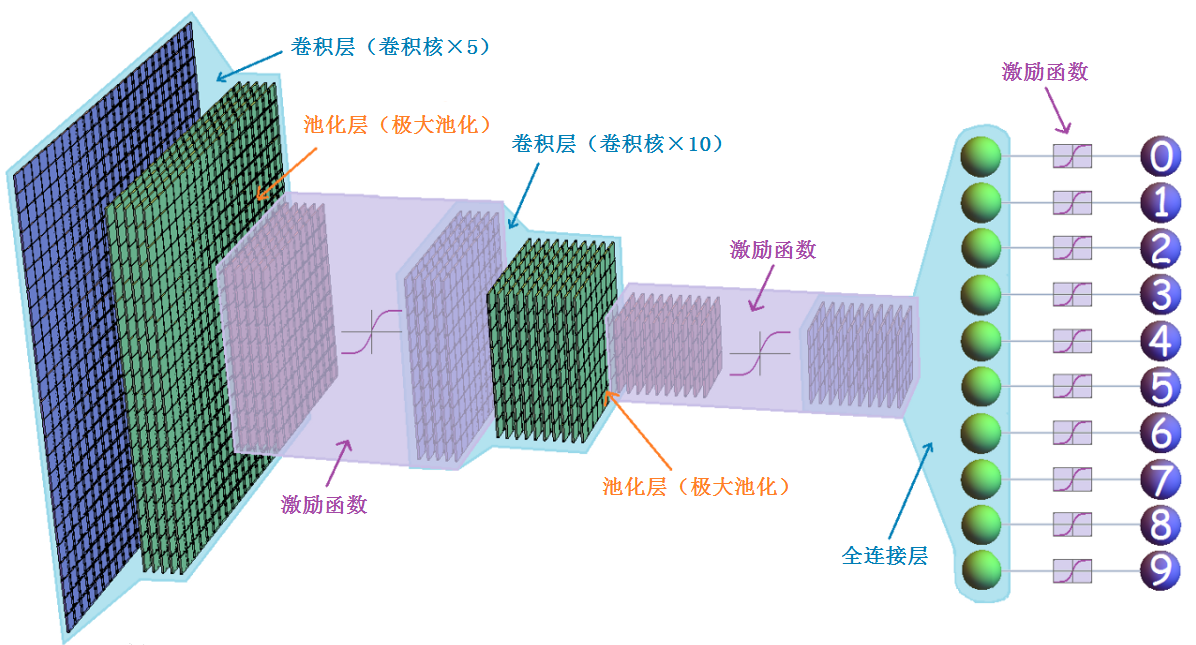 卷积层（卷积核×5）
激励函数
池化层（极大池化）
卷积层（卷积核×10）
激励函数
激励函数
池化层（极大池化）
全连接层
0
1
2
3
4
5
6
7
8
9